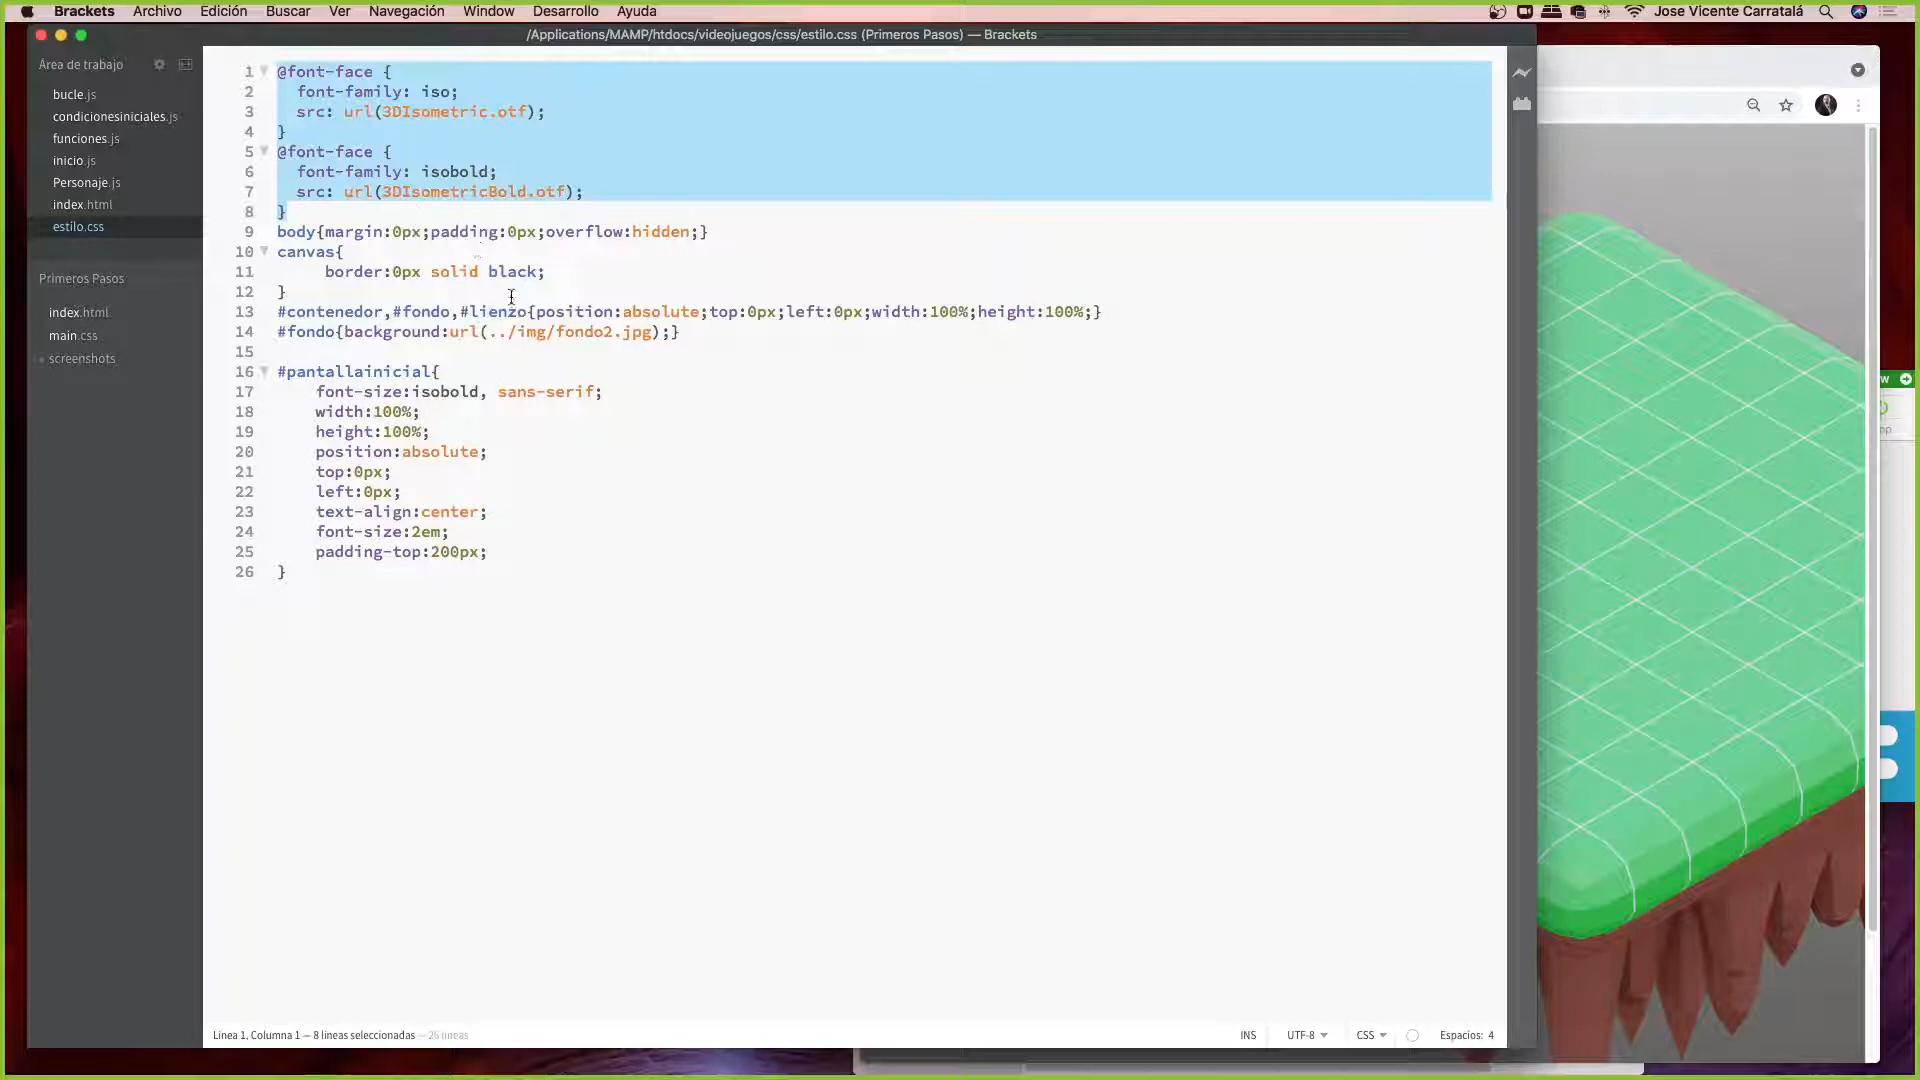 Brackets Archivo Edición Buscar Ver Navegación Window Desarrollo Ayuda Jose Vicente Carratalá
/Applications/MAMP/htdocs/videojuegos/css/estilo.css (Primeros Pasos) — Brackets
Área de trabajo
bucle.js
condicionesiniciales.js
funciones.js
inicio.js
Personaje.js
index.html
estilo.css
Primeros Pasos
index.html
main.css
screenshots
1 @font-face {
2 font-family: iso;
3 src: url(3DIsometric.otf);
4 }
5 @font-face {
6 font-family: isobold;
7 src: url(3DIsometricBold.otf);
8 }
9 body{margin:0px;padding:0px;overflow:hidden;}
10 canvas{
11 border:0px solid black;
12 }
13 #contenedor,#fondo,#lienzo{position:absolute;top:0px;left:0px;width:100%;height:100%;}
14 #fondo{background:url(../img/fondo2.jpg);}
15
16 #pantallainicial{
17 font-size:isobold, sans-serif;
18 width:100%;
19 height:100%;
20 position:absolute;
21 top:0px;
22 left:0px;
23 text-align:center;
24 font-size:2em;
25 padding-top:200px;
26 }
Línea 1, Columna 1 — 8 líneas seleccionadas — 26 líneas
INS UTF-8 CSS Espacios: 4